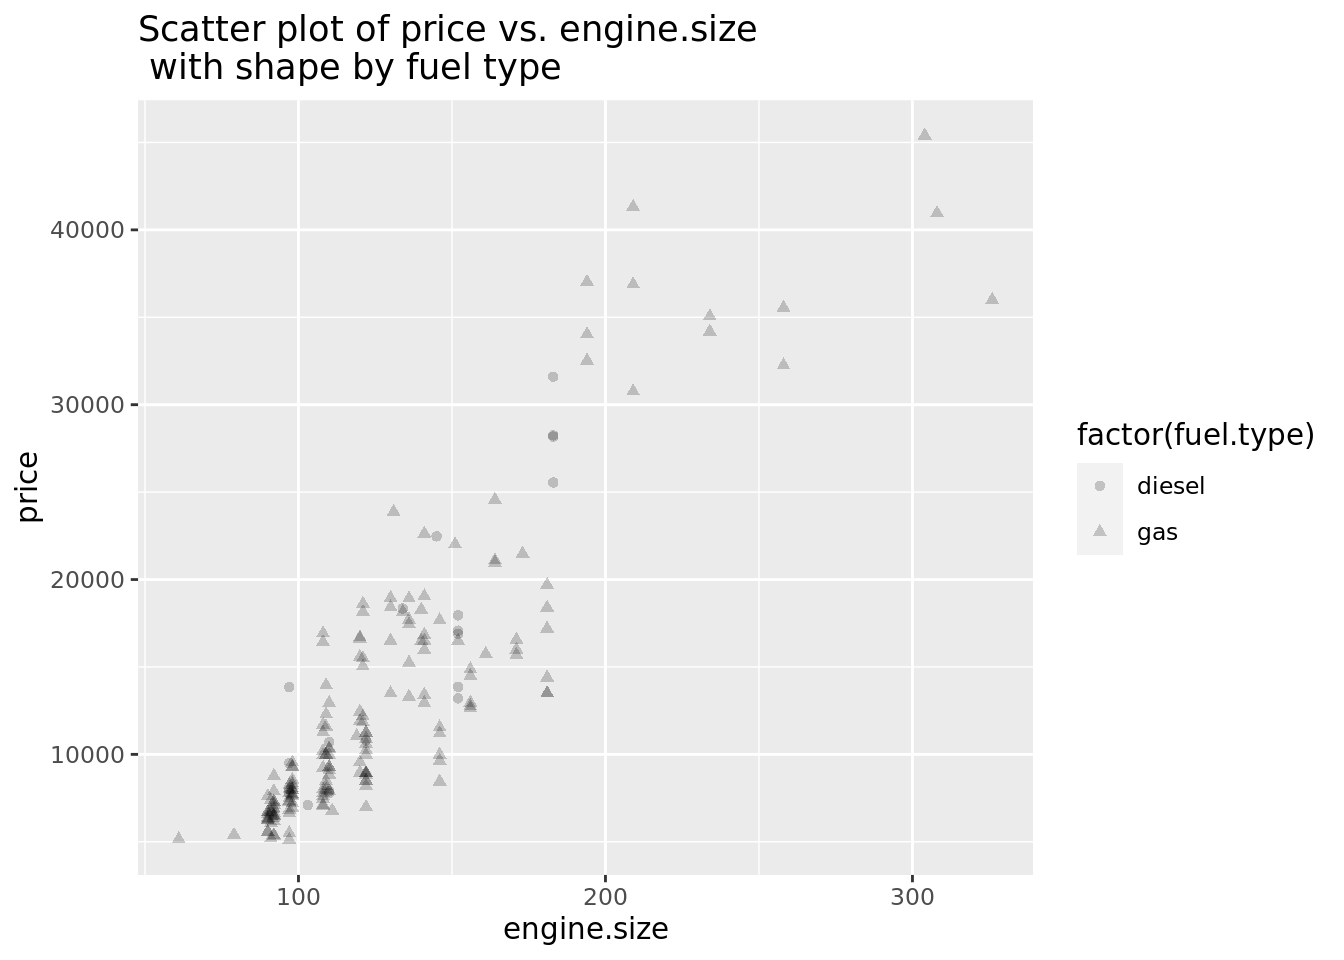 Scatter plot of price vs. engine.size
with shape by fuel type
price
40000
30000
20000
10000
100 200 300
engine.size
factor(fuel.type)
diesel
gas